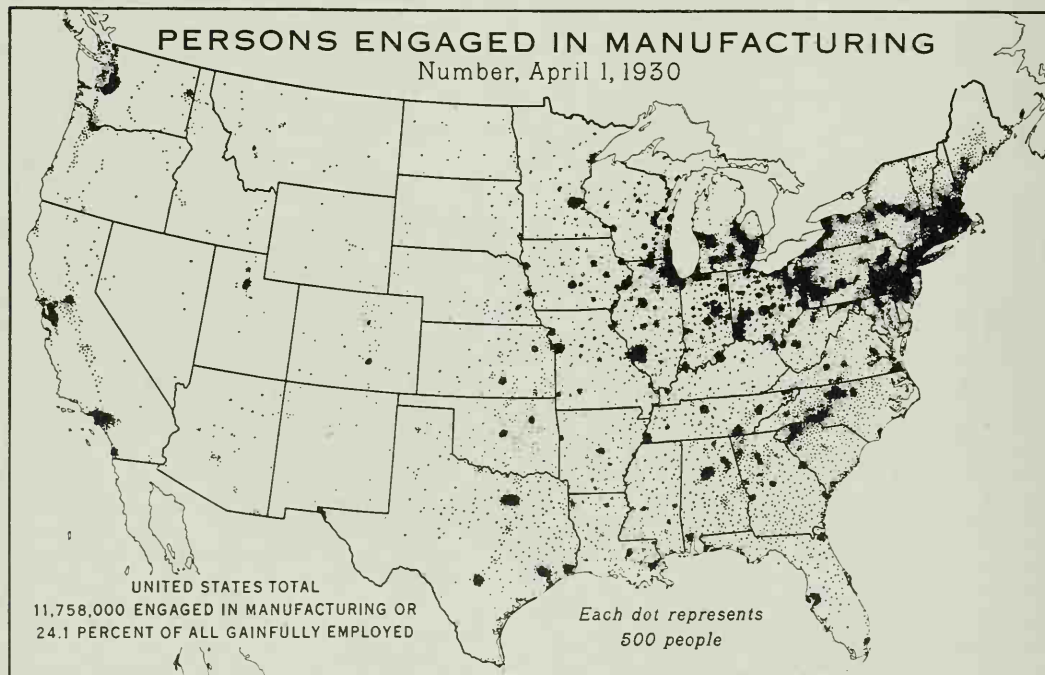 PERSONS ENGAGED IN MANUFACTURING
Number, April 1, 1930
UNITED STATES TOTAL
11,758,000 ENGAGED IN MANUFACTURING OR
24.1 PERCENT OF ALL GAINFULLY EMPLOYED
Each dot represents
500 people